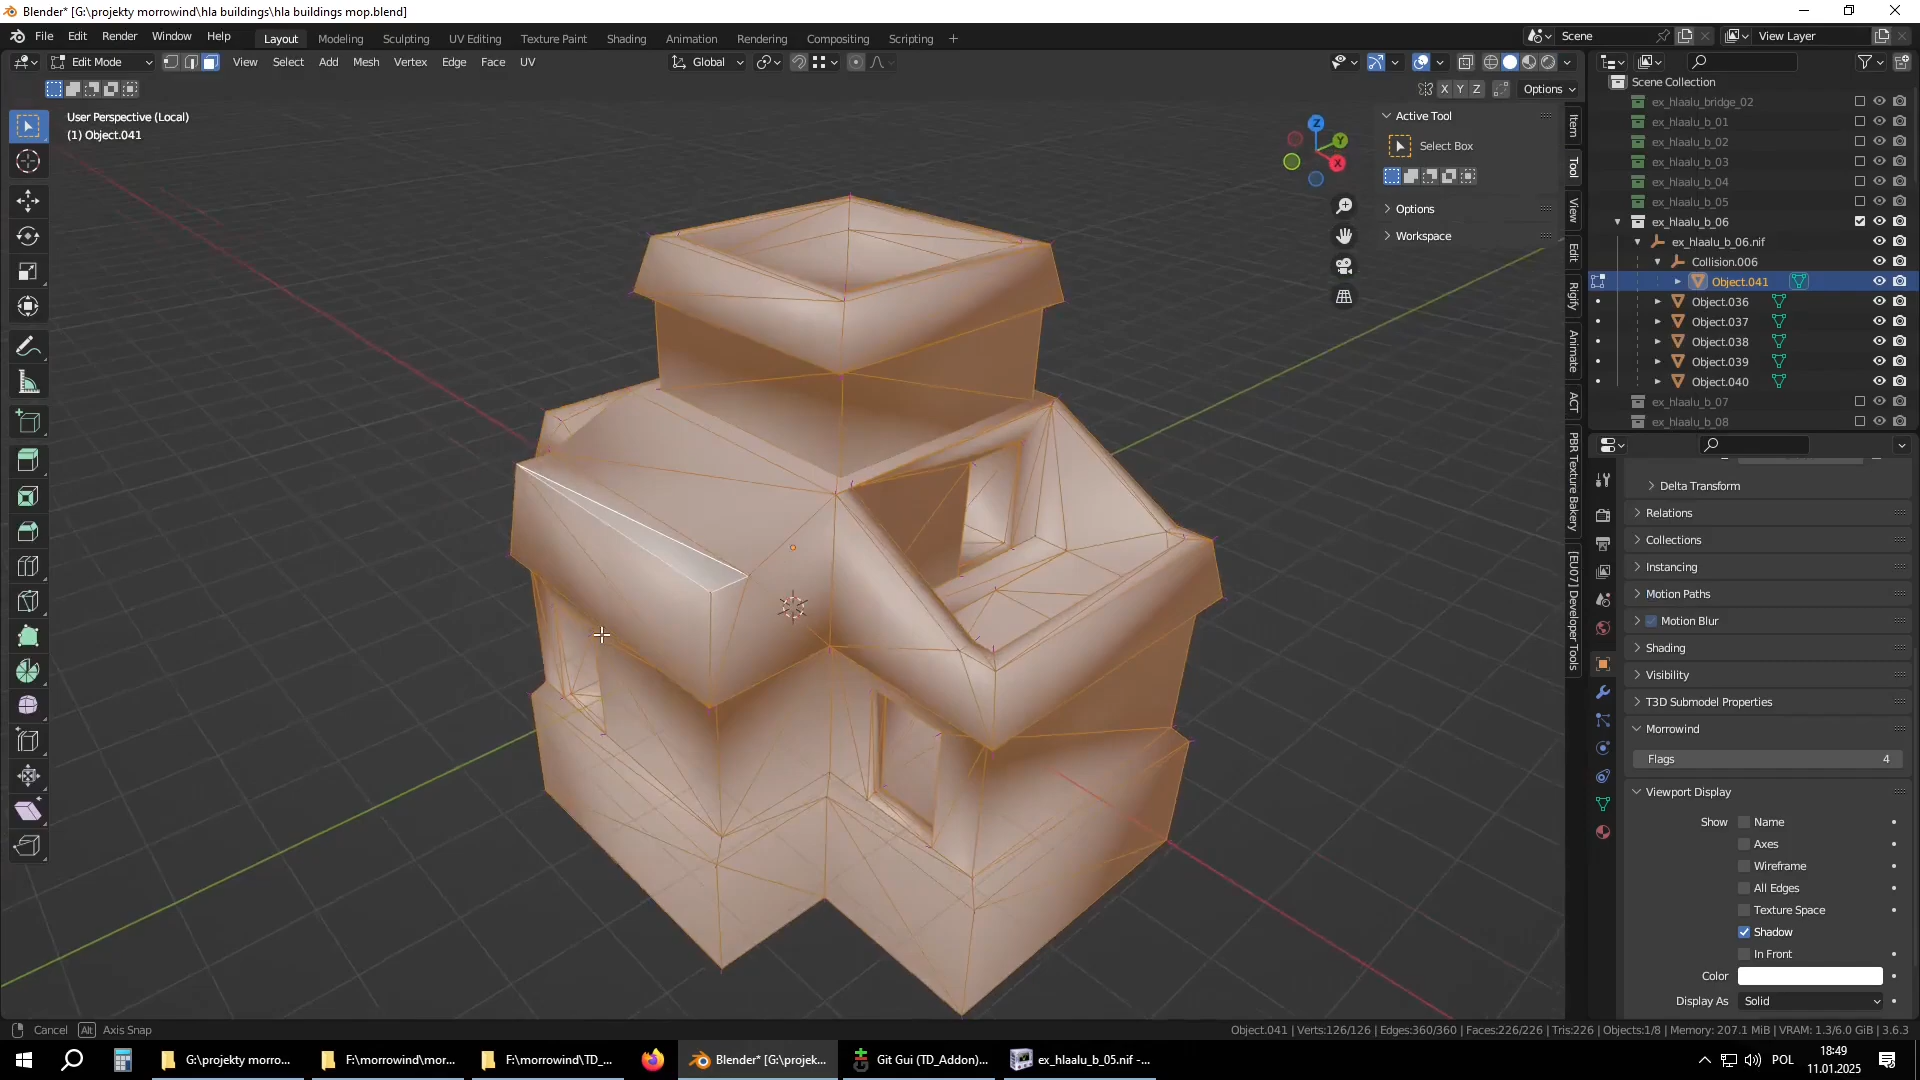 Blender* [G:\projekty morrowind\hla buildings\hla buildings mop.blend]
File Edit Render Window Help
Layout Modeling Sculpting UV Editing Texture Paint Shading Animation Rendering Compositing Scripting +
Scene View Layer
Edit Mode View Select Add Mesh Vertex Edge Face UV
Global
X Y Z Options
User Perspective (Local)
(1) Object.041
Z
Y
X
Active Tool
Select Box
Options
Workspace
Item
Tool
View
Edit
Rigify
Animate
ACT
PBR Texture Bakery
[EU07] Developer Tools
Scene Collection
ex_hlaalu_bridge_02
ex_hlaalu_b_01
ex_hlaalu_b_02
ex_hlaalu_b_03
ex_hlaalu_b_04
ex_hlaalu_b_05
ex_hlaalu_b_06
ex_hlaalu_b_06.nif
Collision.006
Object.041
Object.036
Object.037
Object.038
Object.039
Object.040
ex_hlaalu_b_07
ex_hlaalu_b_08
Delta Transform
Relations
Collections
Instancing
Motion Paths
Motion Blur
Shading
Visibility
T3D Submodel Properties
Morrowind
Flags 4
Viewport Display
Show Name
Axes
Wireframe
All Edges
Texture Space
Shadow
In Front
Color
Display As Solid
Cancel Alt Axis Snap
Object.041 | Verts:126/126 | Edges:360/360 | Faces:226/226 | Tris:226 | Objects:1/8 | Memory: 207.1 MiB | VRAM: 1.3/6.0 GiB | 3.6.3
G:\projekty morro... F:\morrowind\mor... F:\morrowind\TD_... Blender* [G:\projek... Git Gui (TD_Addon)... ex_hlaalu_b_05.nif -...
POL
18:49
11.01.2025